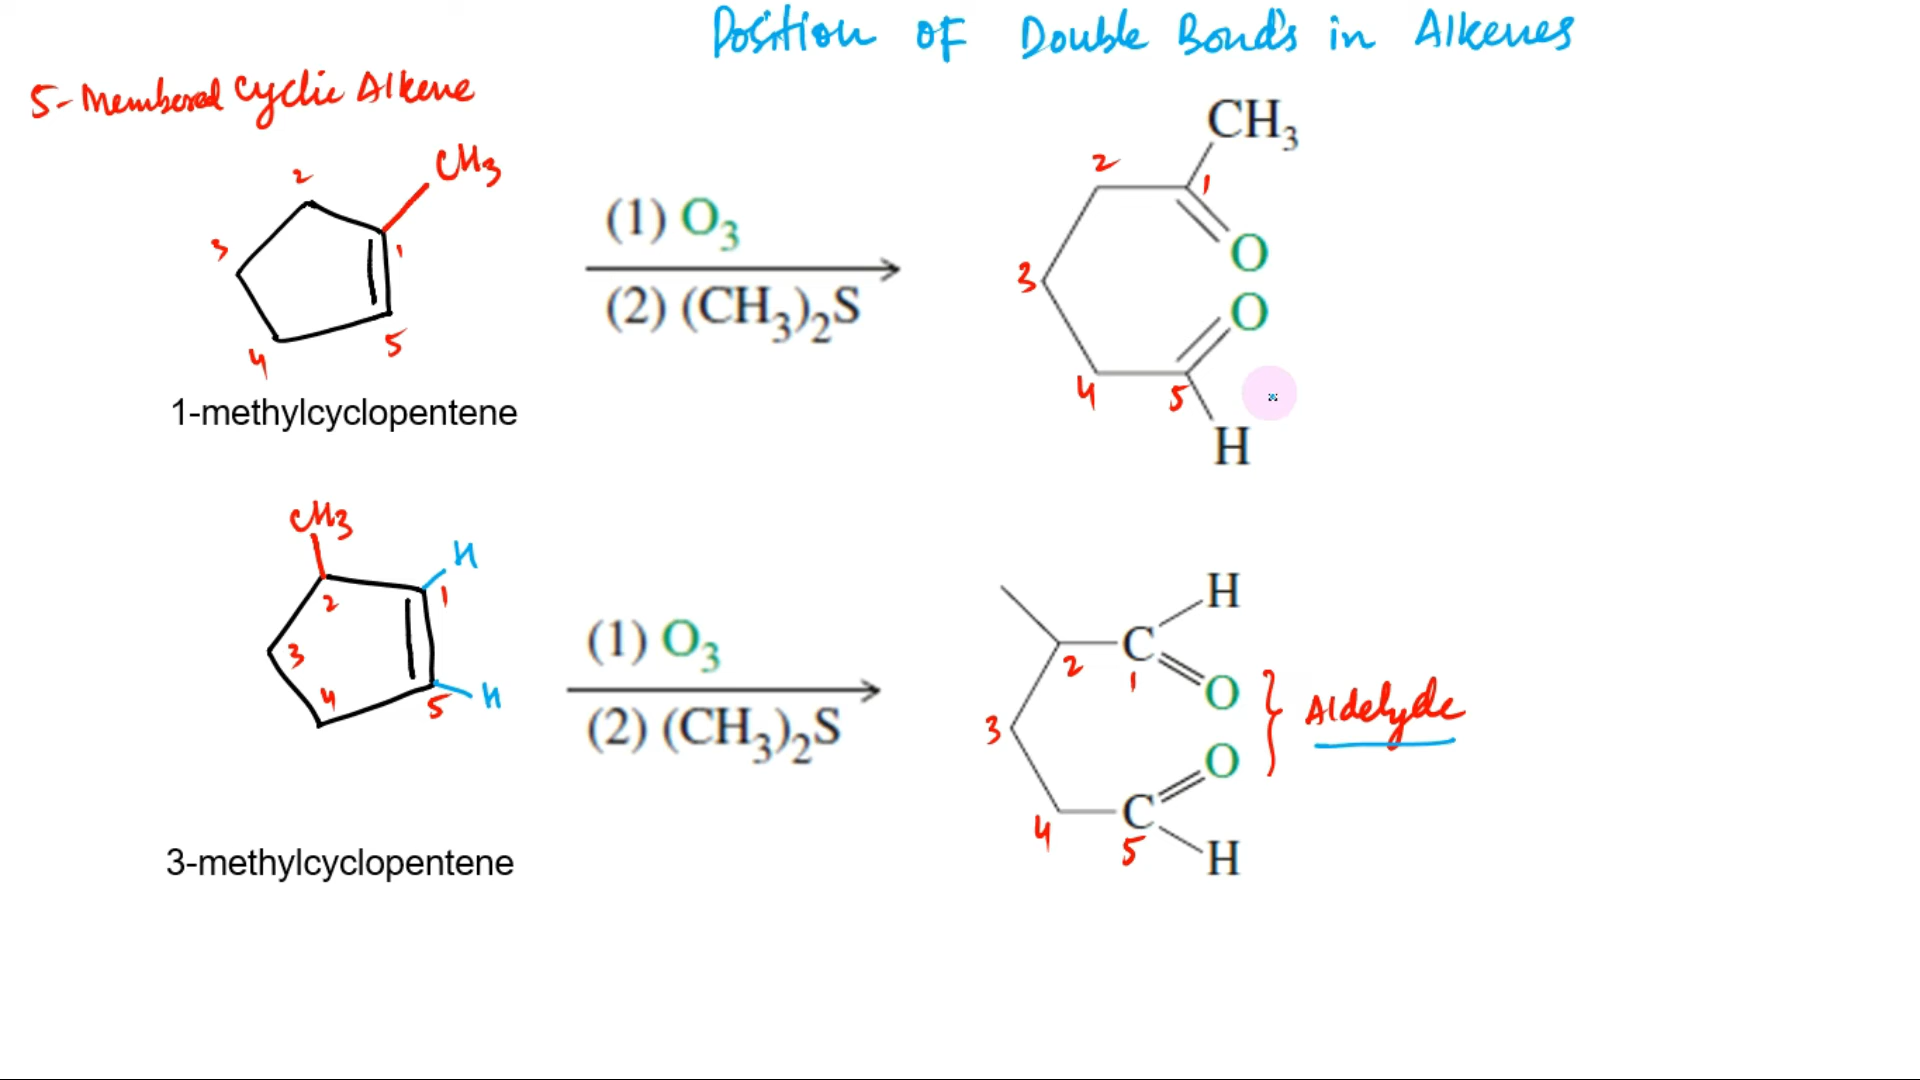 Position of Double Bonds in Alkenes
5-Membered Cyclic Alkene
CH3
2
3
1
4
5
1-methylcyclopentene
(1) O3
(2) (CH3)2S
CH3
2
1
O
3
O
4
5
H
CH3
H
2
1
3
4
5
H
3-methylcyclopentene
(1) O3
(2) (CH3)2S
H
C
2
1
O
3
O
C
4
5
H
Aldelyde